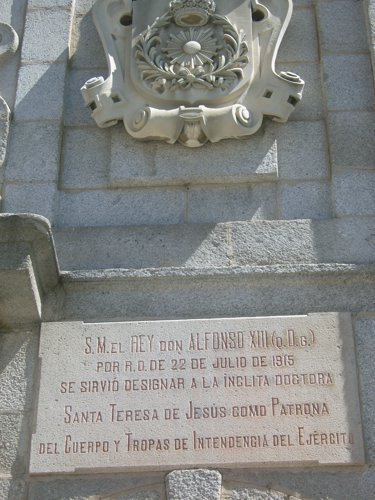 S.M. EL REY DON ALFONSO XIII (Q.D.G.)
POR R.O. DE 22 DE JULIO DE 1915
SE SIRVIÓ DESIGNAR A LA ÍNCLITA DOCTORA
SANTA TERESA DE JESÚS COMO PATRONA
DEL CUERPO Y TROPAS DE INTENDENCIA DEL EJÉRCITO